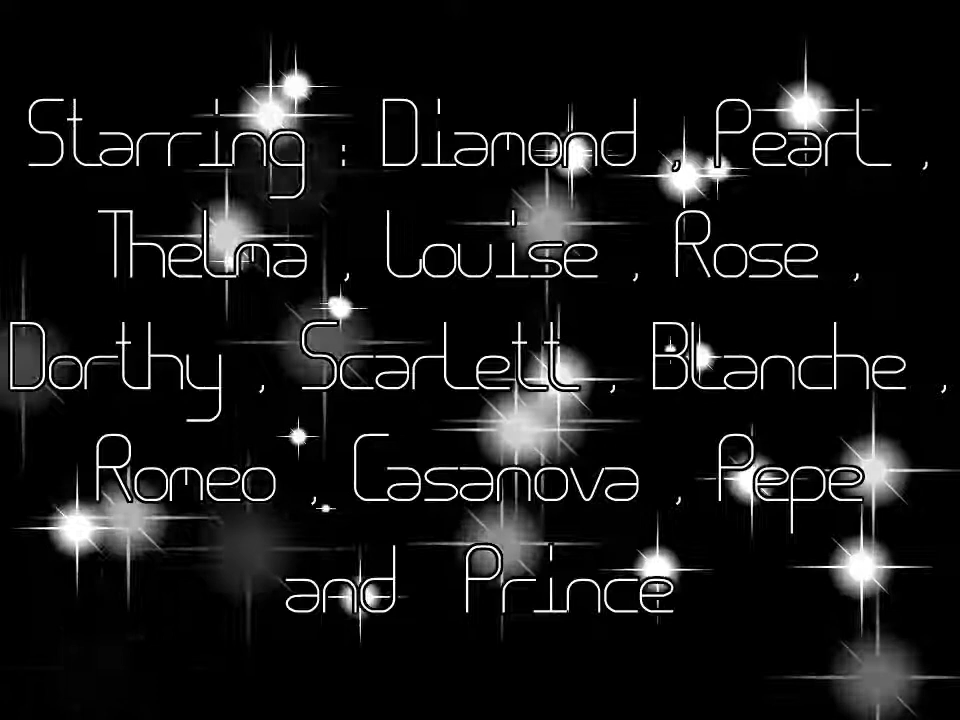 Starring : Diamond , Pearl ,
Thelma , Louise , Rose ,
Dorthy , Scarlett , Blanche ,
Romeo , Casanova , Pepe
and Prince